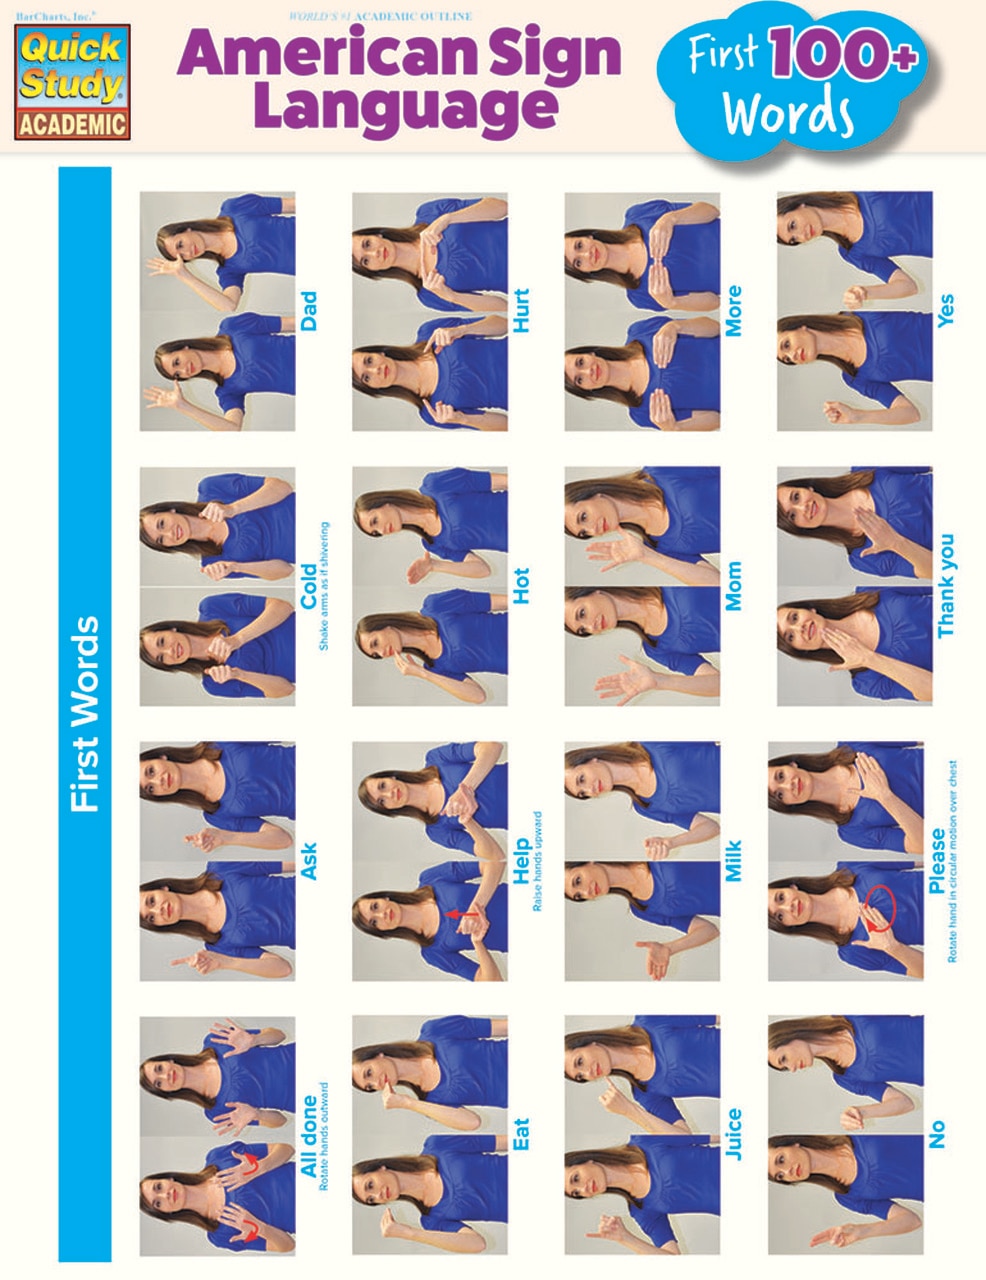 BarCharts, Inc.®
WORLD'S #1 ACADEMIC OUTLINE
Quick
Study®
ACADEMIC
American Sign
Language
First 100+
Words
First Words
All done
Rotate hands outward
Ask
Cold
Shake arms as if shivering
Dad
Eat
Help
Raise hands upward
Hot
Hurt
Juice
Milk
Mom
More
No
Please
Rotate hand in circular motion over chest
Thank you
Yes